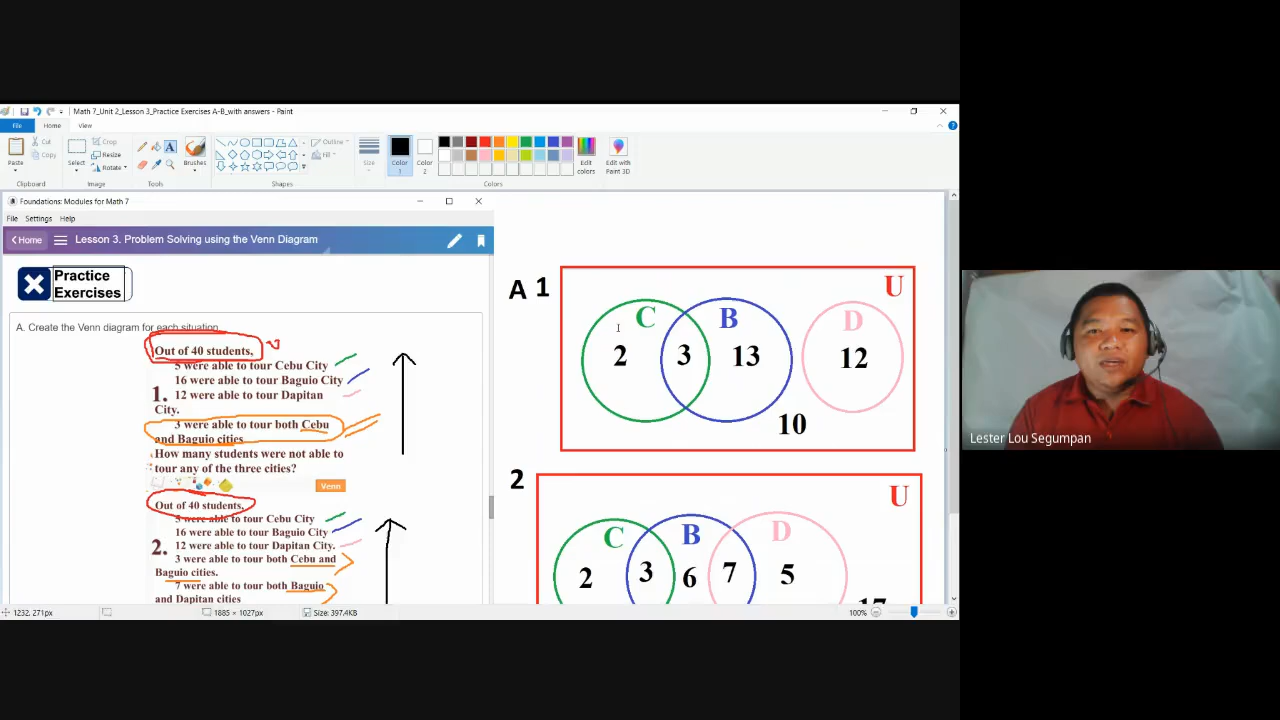 Math 7_Unit 2_Lesson 3_Practice Exercises A-B_with answers - Paint
File
Home
View
Paste
Cut
Copy
Clipboard
Select
Crop
Resize
Rotate
Image
A
Tools
Brushes
Shapes
Outline
Fill
Size
Color
1
Color
2
Colors
Edit
colors
Edit with
Paint 3D
Foundations: Modules for Math 7
File
Settings
Help
Home
Lesson 3. Problem Solving using the Venn Diagram
Practice
Exercises
A. Create the Venn diagram for each situation
Out of 40 students,
5 were able to tour Cebu City
16 were able to tour Baguio City
1. 12 were able to tour Dapitan
City.
3 were able to tour both Cebu
and Baguio cities.
How many students were not able to
tour any of the three cities?
Venn
Out of 40 students,
5 were able to tour Cebu City
16 were able to tour Baguio City
2. 12 were able to tour Dapitan City.
3 were able to tour both Cebu and
Baguio cities.
7 were able to tour both Baguio
and Dapitan cities
A 1
U
C
B
D
2
3
13
12
10
2
U
C
B
D
2
3
6
7
5
17
1232, 271px
1885 × 1027px
Size: 397.4KB
100%
Lester Lou Segumpan